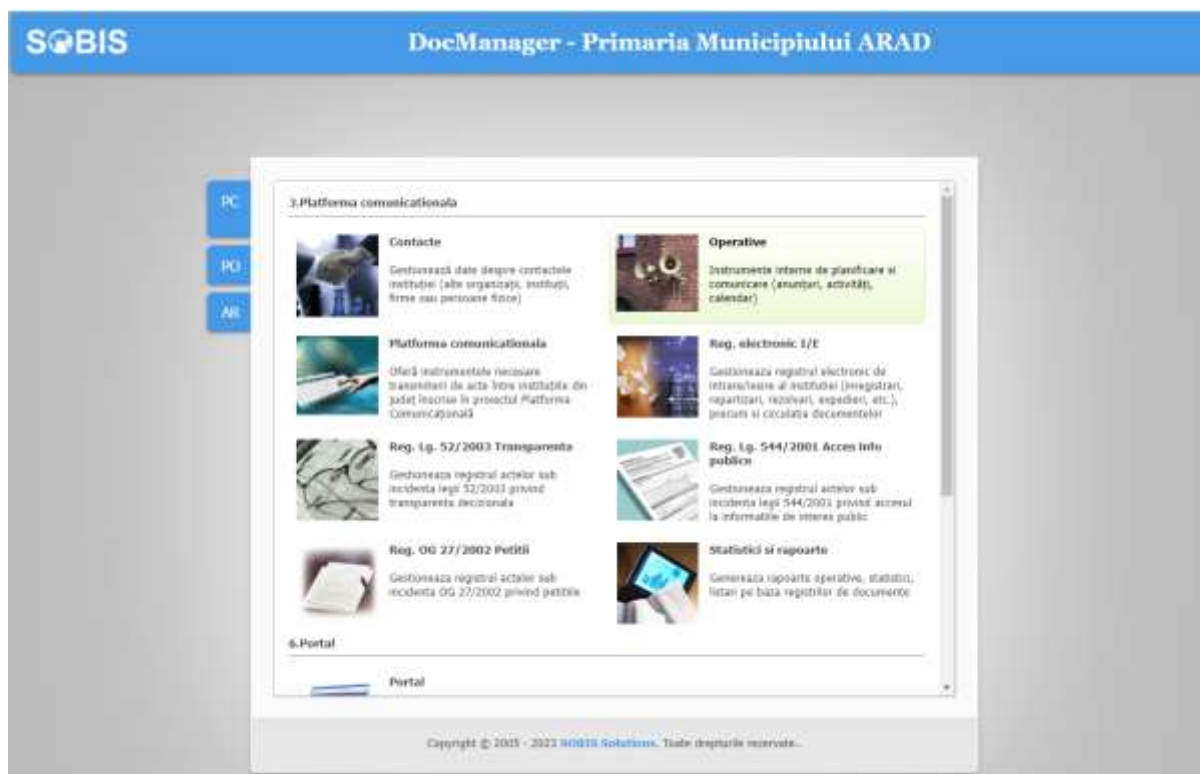 SOBIS
DocManager - Primaria Municipiului ARAD
PC
PO
AR
3.Platforma comunicationala
Contacte
Gestionează date despre contactele
instituției (alte organizații, instituții,
firme sau persoane fizice)
Operative
Instrumente interne de planificare si
comunicare (anunțuri, activități,
calendar)
Platforma comunicationala
Oferă instrumentele necesare
transmiterii de acte între instituțiile din
județ înscrise în proiectul Platforma
Comunicațională
Reg. electronic I/E
Gestioneaza registrul electronic de
intrare/iesire al institutiei (inregistrari,
repartizari, rezolvari, expedieri, etc.),
precum si circulatia documentelor
Reg. Lg. 52/2003 Transparenta
Gestioneaza registrul actelor sub
incidenta legii 52/2003 privind
transparenta decizionala
Reg. Lg. 544/2001 Acces info
publice
Gestioneaza registrul actelor sub
incidenta legii 544/2001 privind accesul
la informatiile de interes public
Reg. OG 27/2002 Petitii
Gestioneaza registrul actelor sub
incidenta OG 27/2002 privind petitiile
Statistici si rapoarte
Genereaza rapoarte operative, statistici,
listari pe baza registrilor de documente
6.Portal
Portal
Copyright © 2005 - 2023 SOBIS Solutions. Toate drepturile rezervate..